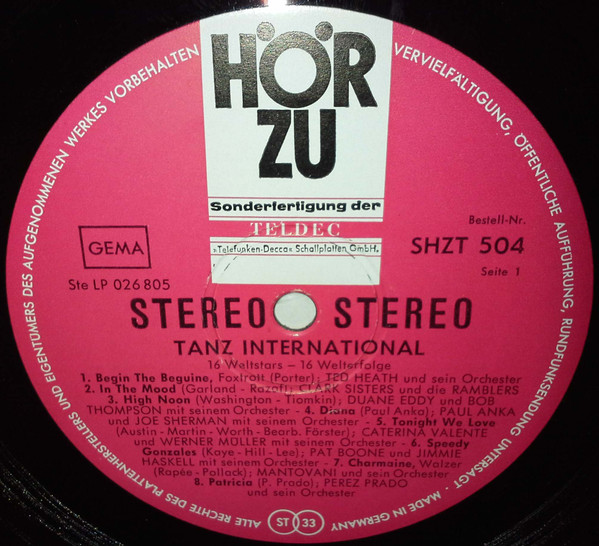 HÖR
ZU
Sonderfertigung der
TELDEC
»Telefunken-Decca« Schallplatten GmbH.
GEMA
Ste LP 026 805
Bestell-Nr.
SHZT 504
Seite 1
STEREO STEREO
TANZ INTERNATIONAL
16 Weltstars – 16 Welterfolge
1. Begin The Beguine, Foxtrott (Porter); TED HEATH und sein Orchester
2. In The Mood (Garland - Razaf); CLARK SISTERS und die RAMBLERS
3. High Noon (Washington - Tiomkin); DUANE EDDY und BOB
THOMPSON mit seinem Orchester - 4. Diana (Paul Anka); PAUL ANKA
und JOE SHERMAN mit seinem Orchester - 5. Tonight We Love
(Austin - Martin - Worth - Bearb. Förster); CATERINA VALENTE
und WERNER MÜLLER mit seinem Orchester - 6. Speedy
Gonzales (Kaye - Hill - Lee); PAT BOONE und JIMMIE
HASKELL mit seinem Orchester - 7. Charmaine, Walzer
(Rapée - Pollack); MANTOVANI und sein Orchester
8. Patricia (P. Prado); PEREZ PRADO
und sein Orchester
ALLE RECHTE DES PLATTENHERSTELLERS UND EIGENTÜMERS DES AUFGENOMMENEN WERKES VORBEHALTEN
VERVIELFÄLTIGUNG, ÖFFENTLICHE AUFFÜHRUNG, RUNDFUNKSENDUNG UNTERSAGT - MADE IN GERMANY
ST 33